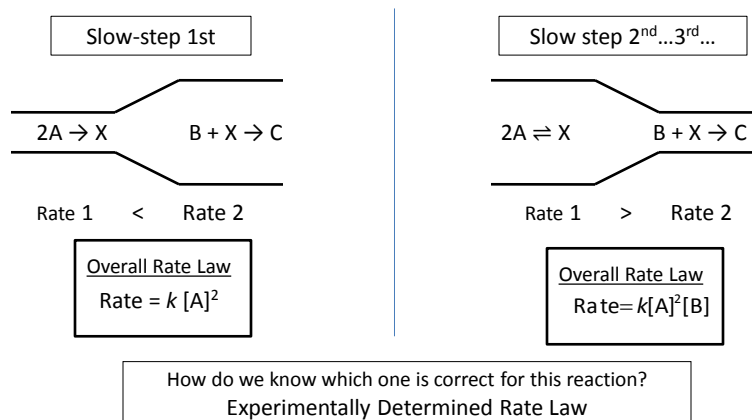 Slow-step 1st
2A → X
B + X → C
Rate 1 < Rate 2
Overall Rate Law
Rate = k [A]²
Slow step 2ⁿᵈ...3ʳᵈ...
2A ⇌ X
B + X → C
Rate 1 > Rate 2
Overall Rate Law
Rate= k[A]²[B]
How do we know which one is correct for this reaction?
Experimentally Determined Rate Law